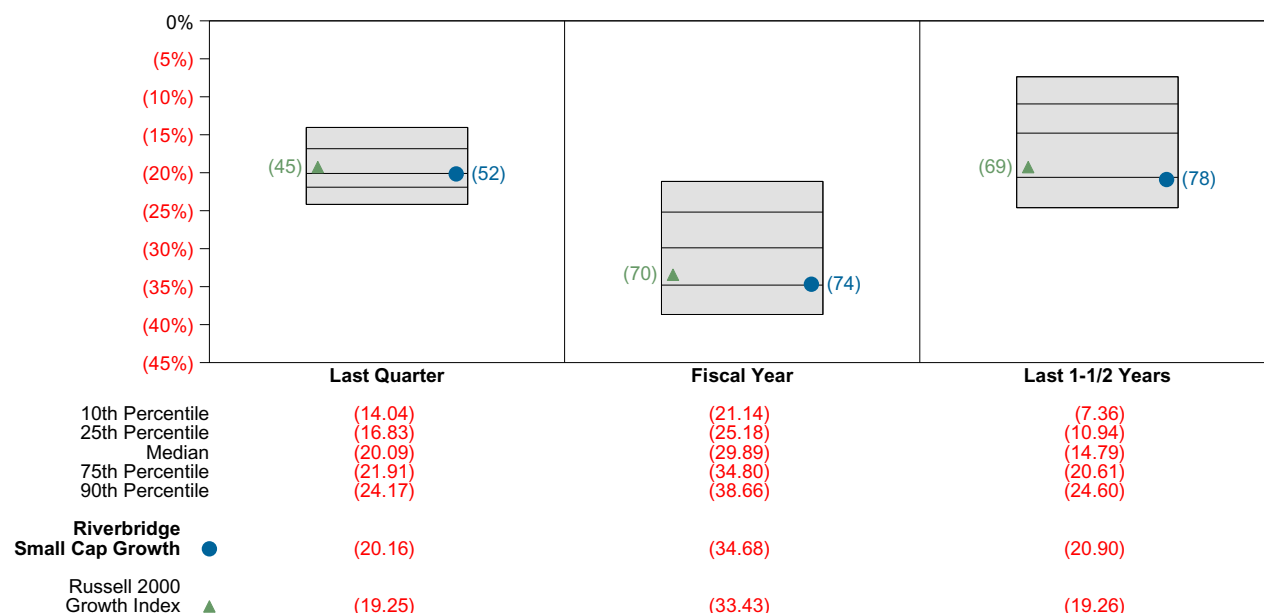 0%
(5%)
(10%)
(15%)
(20%)
(25%)
(30%)
(35%)
(40%)
(45%)
(45) (52)
(70) (74)
(69) (78)
Last Quarter Fiscal Year Last 1-1/2 Years
10th Percentile (14.04) (21.14) (7.36)
25th Percentile (16.83) (25.18) (10.94)
Median (20.09) (29.89) (14.79)
75th Percentile (21.91) (34.80) (20.61)
90th Percentile (24.17) (38.66) (24.60)
Riverbridge
Small Cap Growth (20.16) (34.68) (20.90)
Russell 2000
Growth Index (19.25) (33.43) (19.26)